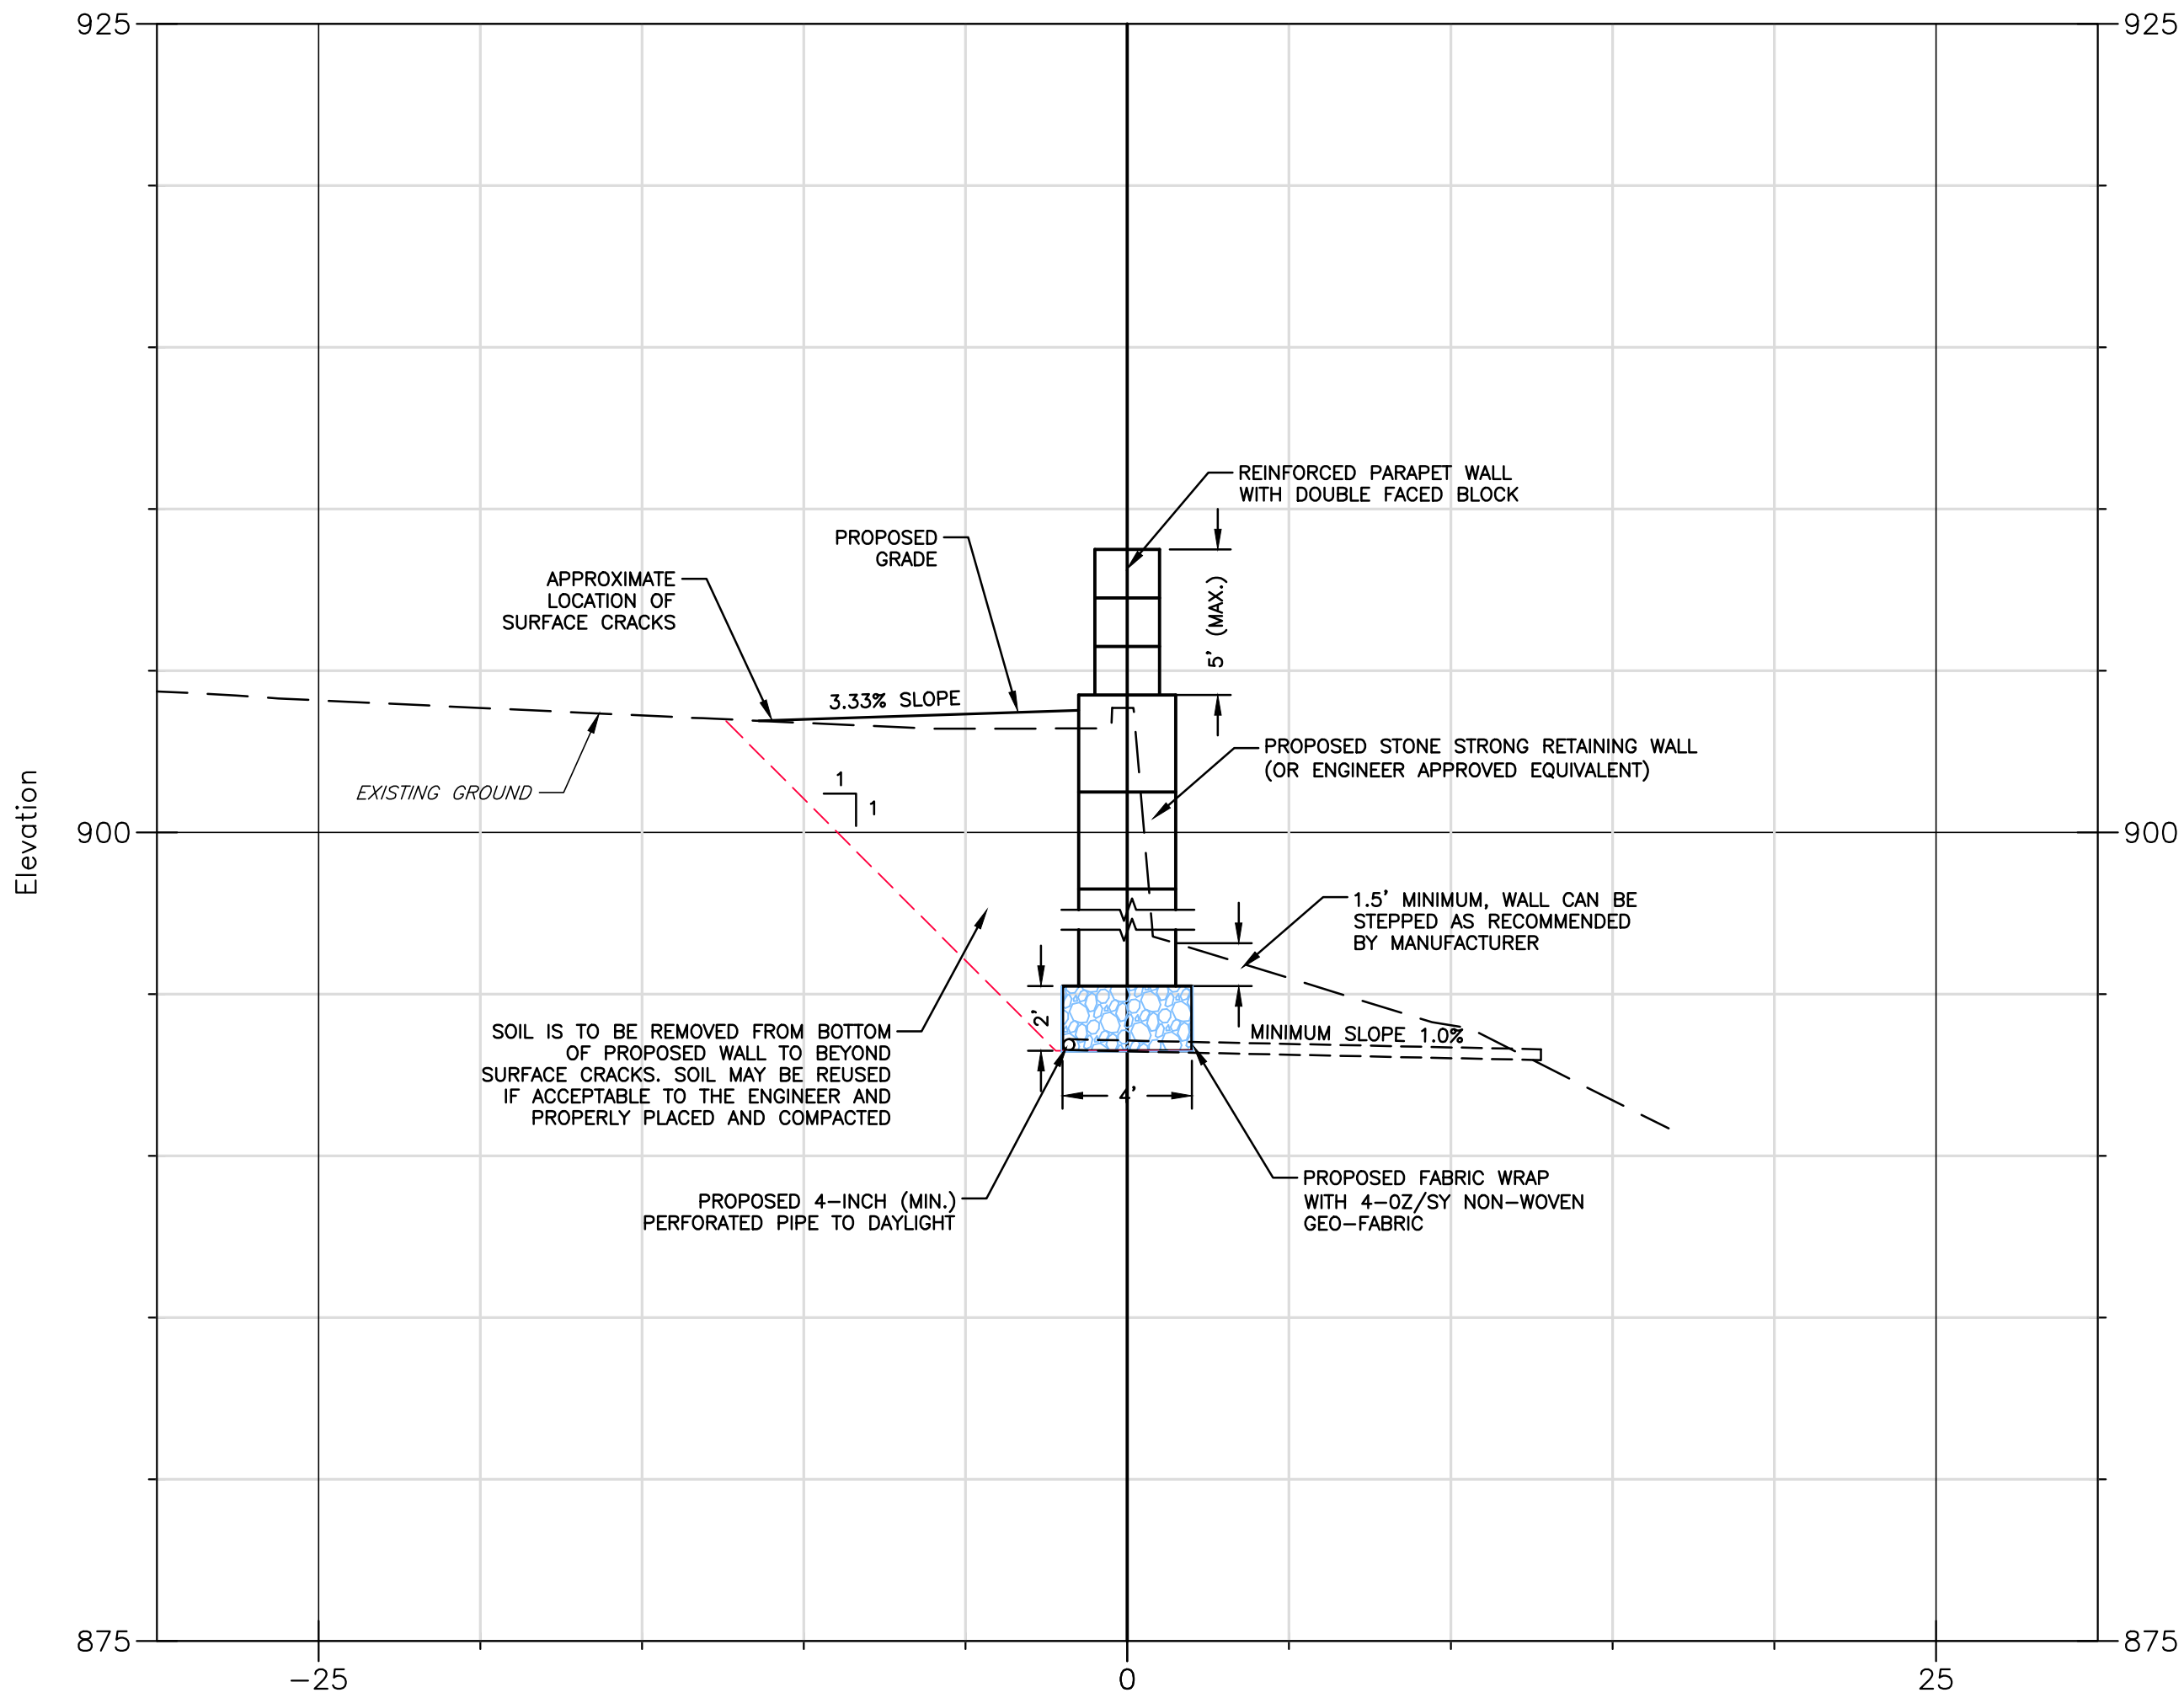 925
925
REINFORCED PARAPET WALL
WITH DOUBLE FACED BLOCK
PROPOSED
GRADE
APPROXIMATE
LOCATION OF
SURFACE CRACKS
5' (MAX.)
3.33% SLOPE
PROPOSED STONE STRONG RETAINING WALL
(OR ENGINEER APPROVED EQUIVALENT)
EXISTING GROUND
1
1
Elevation
900
900
1.5' MINIMUM, WALL CAN BE
STEPPED AS RECOMMENDED
BY MANUFACTURER
2'
SOIL IS TO BE REMOVED FROM BOTTOM
OF PROPOSED WALL TO BEYOND
SURFACE CRACKS. SOIL MAY BE REUSED
IF ACCEPTABLE TO THE ENGINEER AND
PROPERLY PLACED AND COMPACTED
MINIMUM SLOPE 1.0%
4'
PROPOSED 4-INCH (MIN.)
PERFORATED PIPE TO DAYLIGHT
PROPOSED FABRIC WRAP
WITH 4-OZ/SY NON-WOVEN
GEO-FABRIC
875
875
-25
0
25